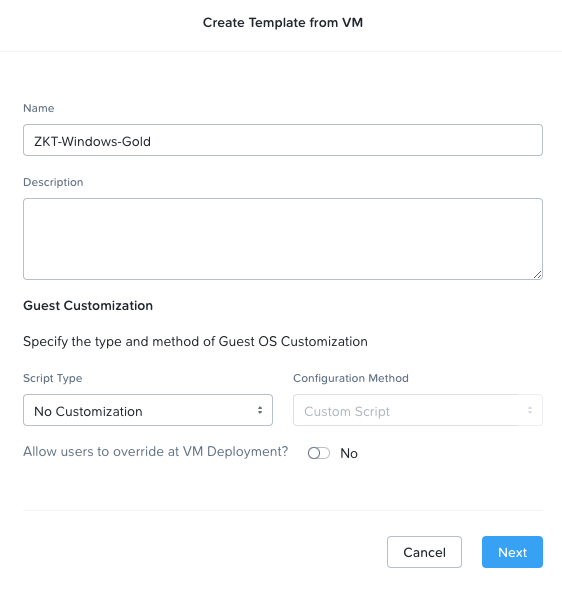 Create Template from VM
Name
ZKT-Windows-Gold
Description
Guest Customization
Specify the type and method of Guest OS Customization
Script Type
Configuration Method
No Customization
Custom Script
Allow users to override at VM Deployment?
No
Cancel
Next